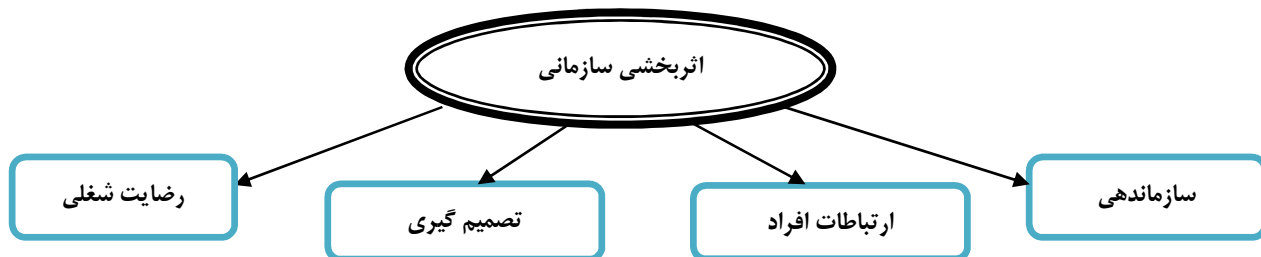 اثربخشی سازمانی
سازماندهی
ارتباطات افراد
تصمیم گیری
رضایت شغلی